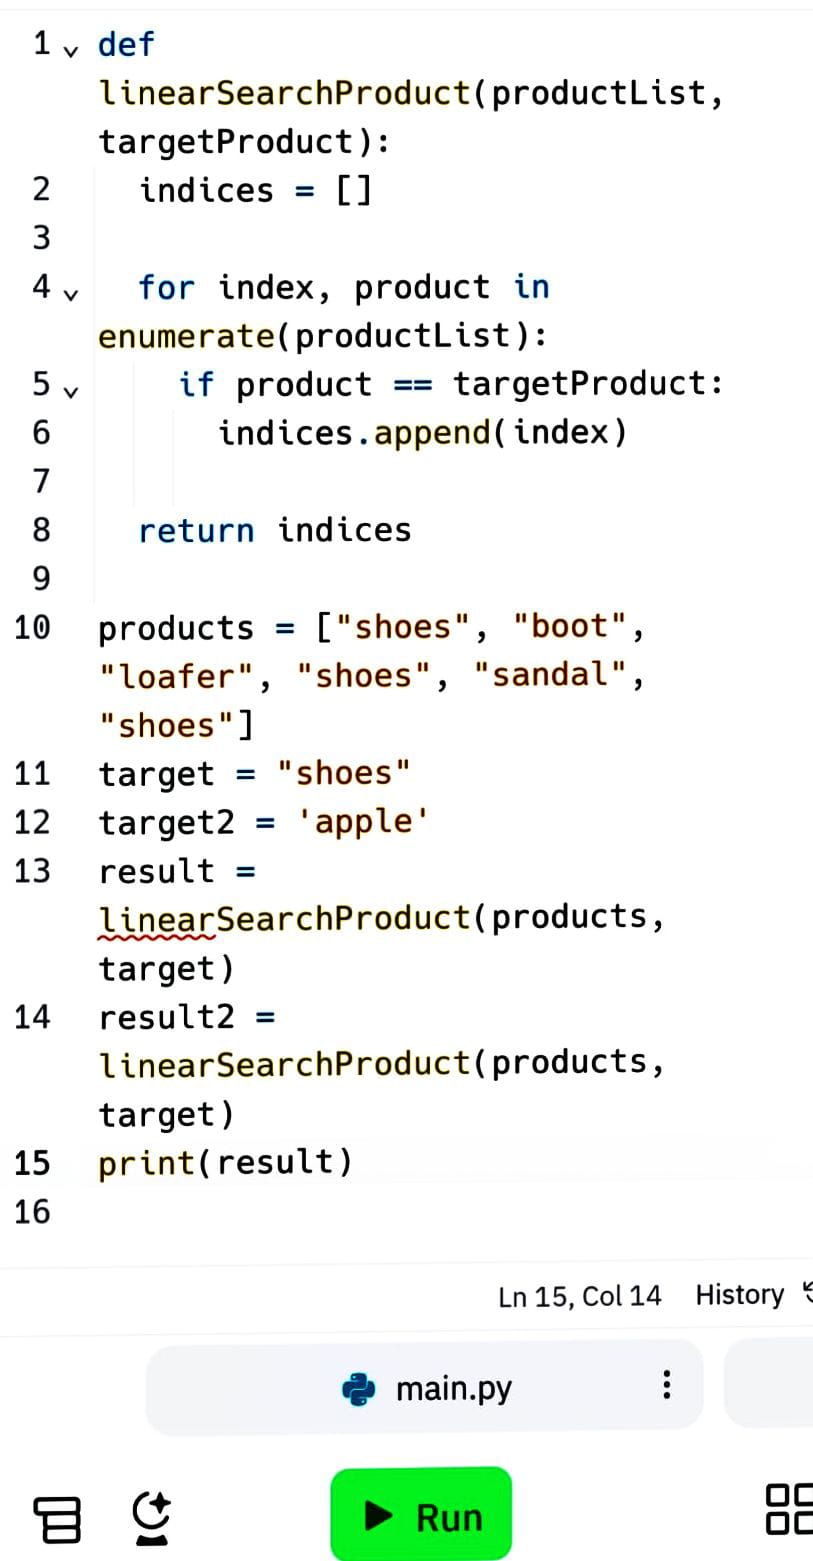 1 def
linearSearchProduct(productList,
targetProduct):
2 indices = []
3
4 for index, product in
enumerate(productList):
5 if product == targetProduct:
6 indices.append(index)
7
8 return indices
9
10 products = ["shoes", "boot",
"loafer", "shoes", "sandal",
"shoes"]
11 target = "shoes"
12 target2 = 'apple'
13 result =
linearSearchProduct(products,
target)
14 result2 =
linearSearchProduct(products,
target)
15 print(result)
16
Ln 15, Col 14 History
main.py
Run